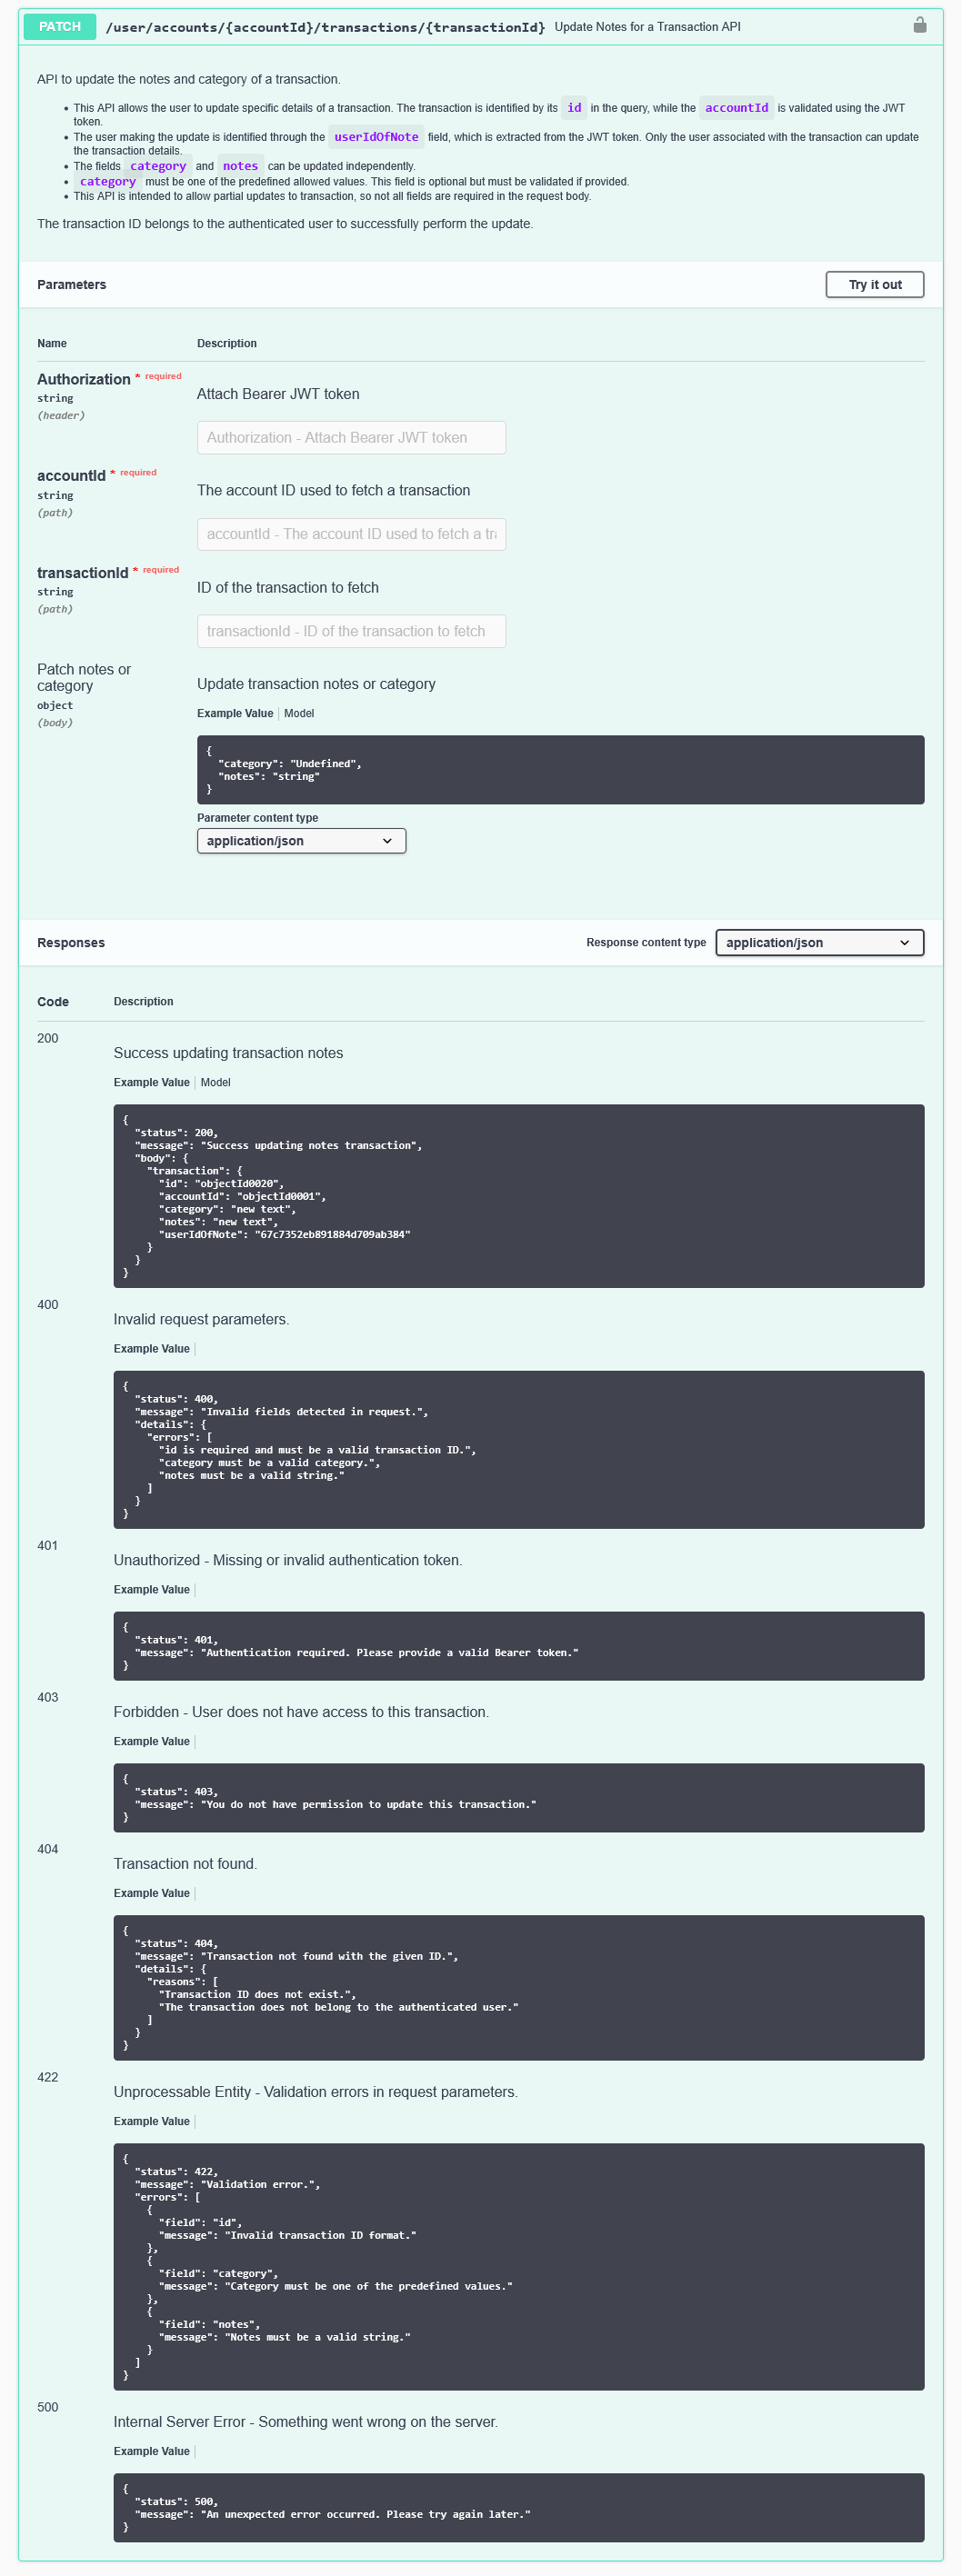 PATCH /user/accounts/{accountId}/transactions/{transactionId} Update Notes for a Transaction API
API to update the notes and category of a transaction.
• This API allows the user to update specific details of a transaction. The transaction is identified by its id in the query, while the accountId is validated using the JWT
token.
• The user making the update is identified through the userIdOfNote field, which is extracted from the JWT token. Only the user associated with the transaction can update
the transaction details.
• The fields category and notes can be updated independently.
• category must be one of the predefined allowed values. This field is optional but must be validated if provided.
• This API is intended to allow partial updates to transaction, so not all fields are required in the request body.
The transaction ID belongs to the authenticated user to successfully perform the update.
Parameters Try it out
Name Description
Authorization * required
string
(header)
Attach Bearer JWT token
Authorization - Attach Bearer JWT token
accountId * required
string
(path)
The account ID used to fetch a transaction
accountId - The account ID used to fetch a tra
transactionId * required
string
(path)
ID of the transaction to fetch
transactionId - ID of the transaction to fetch
Patch notes or
category
object
(body)
Update transaction notes or category
Example Value | Model
{
  "category": "Undefined",
  "notes": "string"
}
Parameter content type
application/json
Responses Response content type application/json
Code Description
200
Success updating transaction notes
Example Value | Model
{
  "status": 200,
  "message": "Success updating notes transaction",
  "body": {
    "transaction": {
      "id": "objectId0020",
      "accountId": "objectId0001",
      "category": "new text",
      "notes": "new text",
      "userIdOfNote": "67c7352eb891884d709ab384"
    }
  }
}
400
Invalid request parameters.
Example Value
{
  "status": 400,
  "message": "Invalid fields detected in request.",
  "details": {
    "errors": [
      "id is required and must be a valid transaction ID.",
      "category must be a valid category.",
      "notes must be a valid string."
    ]
  }
}
401
Unauthorized - Missing or invalid authentication token.
Example Value
{
  "status": 401,
  "message": "Authentication required. Please provide a valid Bearer token."
}
403
Forbidden - User does not have access to this transaction.
Example Value
{
  "status": 403,
  "message": "You do not have permission to update this transaction."
}
404
Transaction not found.
Example Value
{
  "status": 404,
  "message": "Transaction not found with the given ID.",
  "details": {
    "reasons": [
      "Transaction ID does not exist.",
      "The transaction does not belong to the authenticated user."
    ]
  }
}
422
Unprocessable Entity - Validation errors in request parameters.
Example Value
{
  "status": 422,
  "message": "Validation error.",
  "errors": [
    {
      "field": "id",
      "message": "Invalid transaction ID format."
    },
    {
      "field": "category",
      "message": "Category must be one of the predefined values."
    },
    {
      "field": "notes",
      "message": "Notes must be a valid string."
    }
  ]
}
500
Internal Server Error - Something went wrong on the server.
Example Value
{
  "status": 500,
  "message": "An unexpected error occurred. Please try again later."
}